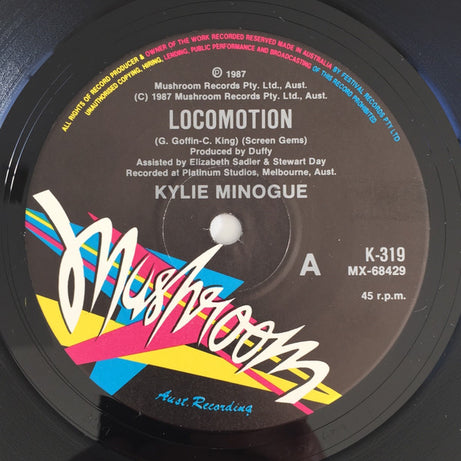 ALL RIGHTS OF RECORD PRODUCER & OWNER OF THE WORK RECORDED RESERVED MADE IN AUSTRALIA BY FESTIVAL RECORDS PTY LTD
UNAUTHORISED COPYING, HIRING, LENDING, PUBLIC PERFORMANCE AND BROADCASTING OF THIS RECORD PROHIBITED
℗ 1987
Mushroom Records Pty. Ltd., Aust.
(C) 1987 Mushroom Records Pty. Ltd., Aust.
LOCOMOTION
(G. Goffin-C. King) (Screen Gems)
Produced by Duffy
Assisted by Elizabeth Sadler & Stewart Day
Recorded at Platinum Studios, Melbourne, Aust.
KYLIE MINOGUE
A
K-319
MX-68429
45 r.p.m.
Mushroom
Aust. Recording